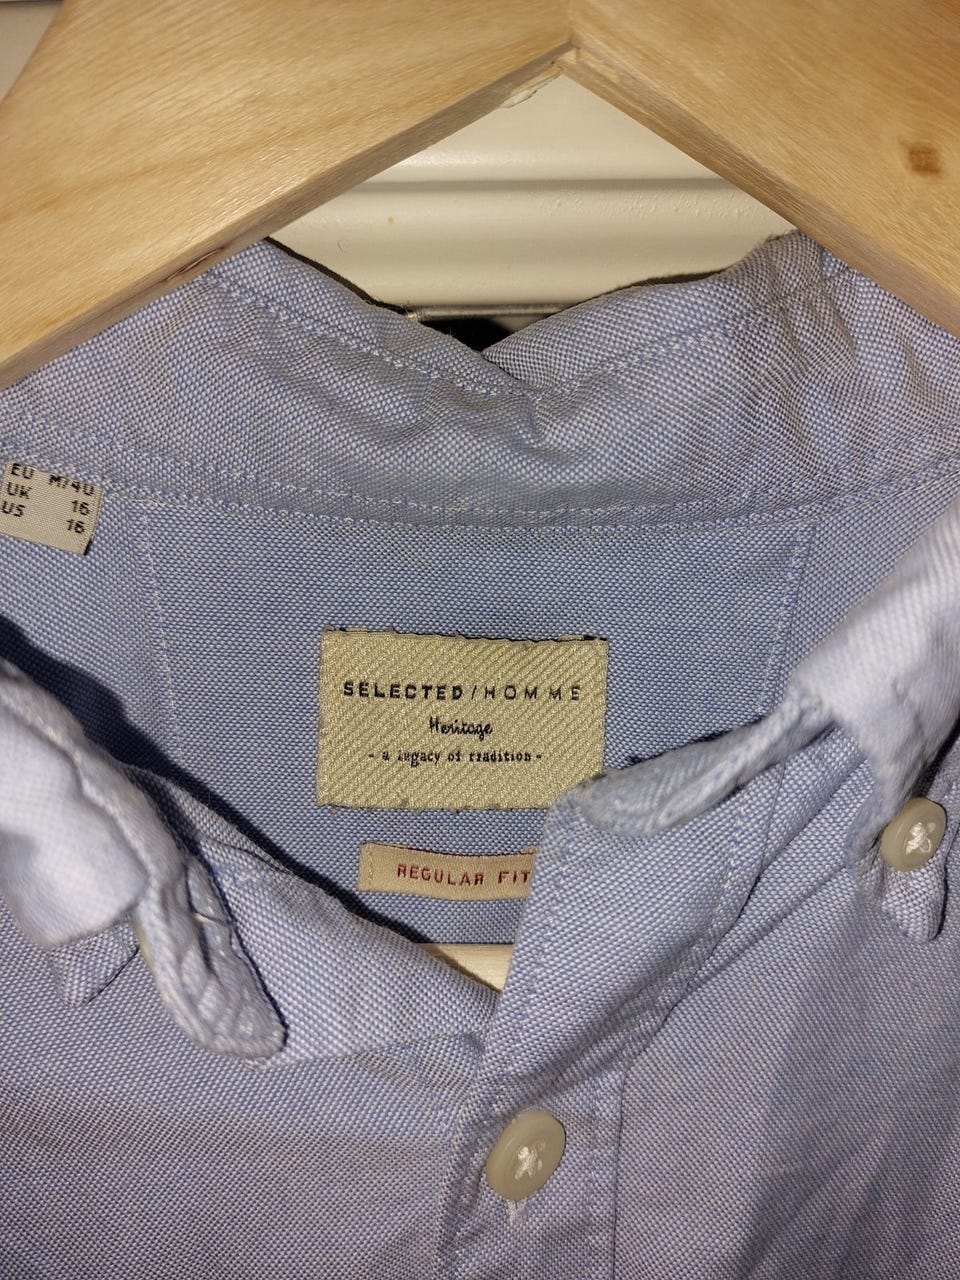 EU M/40
UK 16
US 16
SELECTED/HOMME
Heritage
- a legacy of tradition -
REGULAR FIT